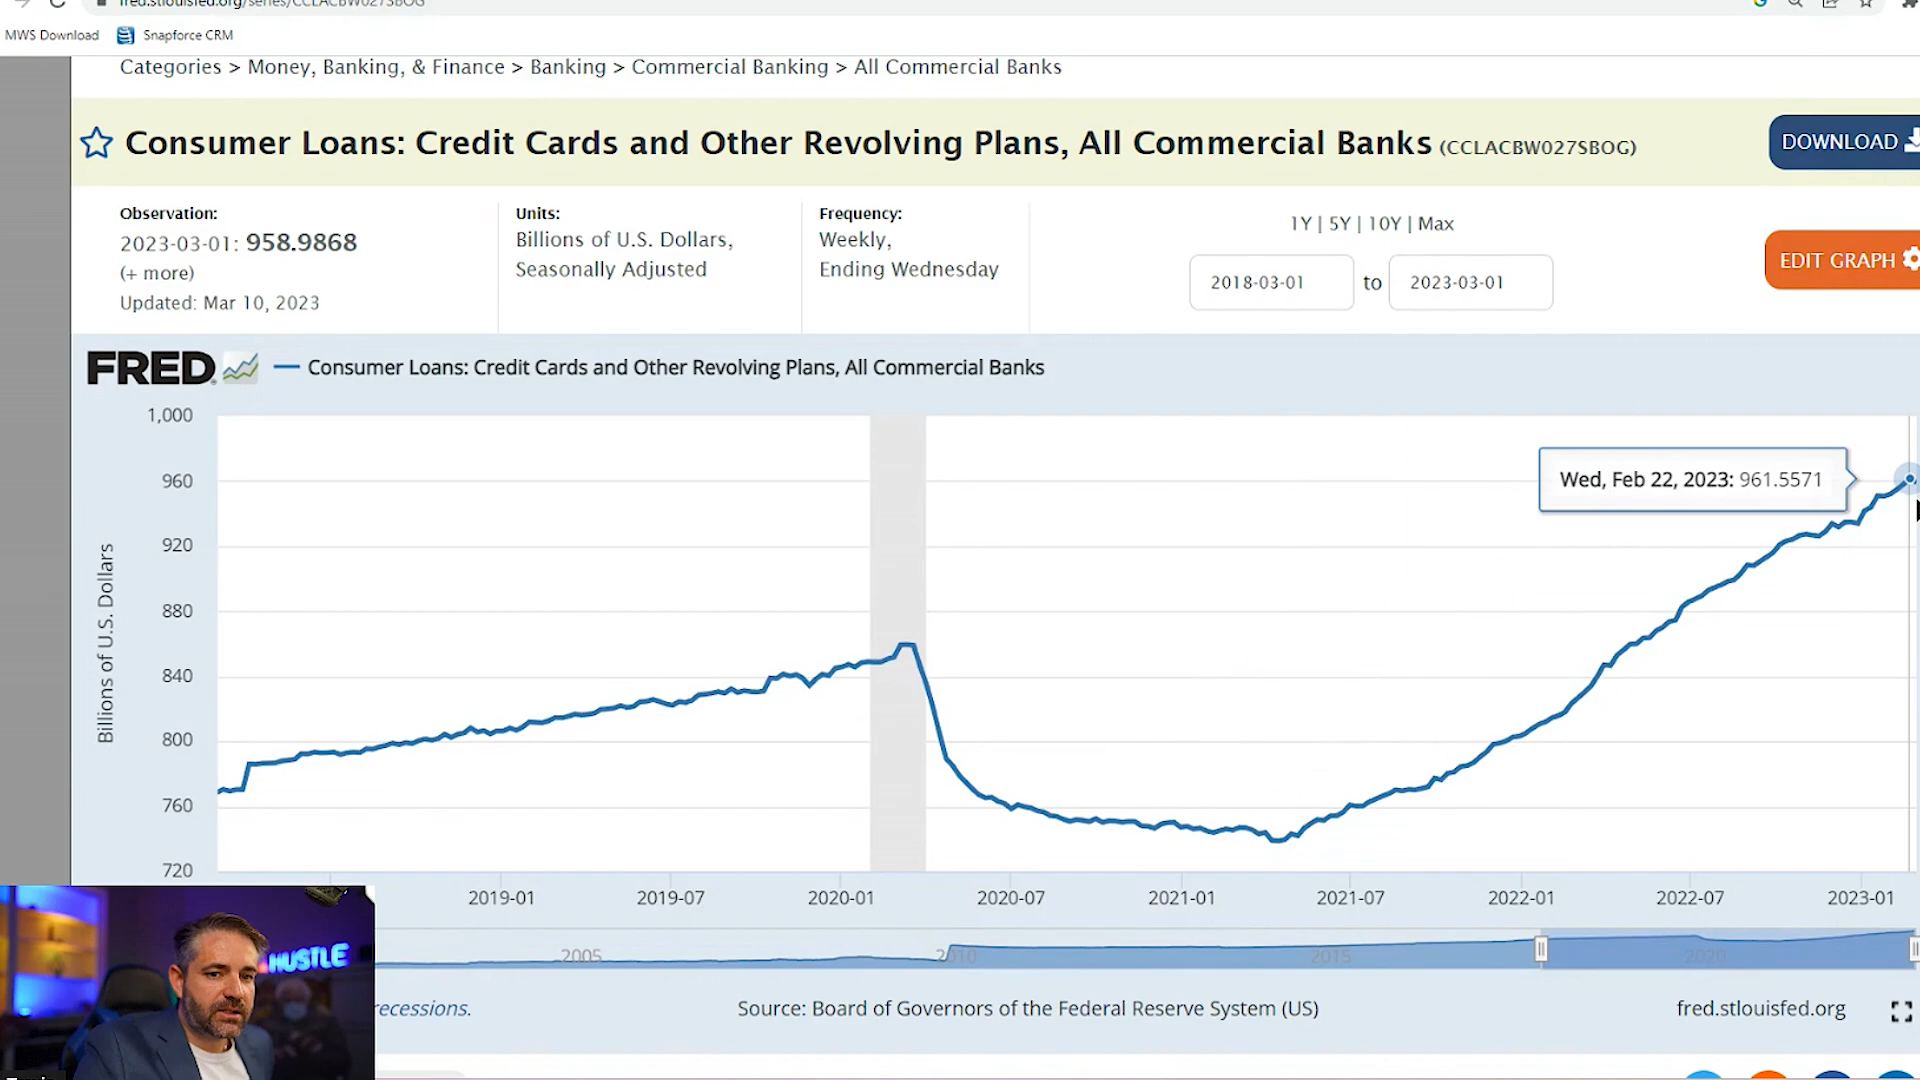 fred.stlouisfed.org/series/CCLACBW027SBOG
MWS Download Snapforce CRM
Categories > Money, Banking, & Finance > Banking > Commercial Banking > All Commercial Banks
Consumer Loans: Credit Cards and Other Revolving Plans, All Commercial Banks (CCLACBW027SBOG)
DOWNLOAD
Observation:
2023-03-01: 958.9868
(+ more)
Updated: Mar 10, 2023
Units:
Billions of U.S. Dollars,
Seasonally Adjusted
Frequency:
Weekly,
Ending Wednesday
1Y | 5Y | 10Y | Max
2018-03-01 to 2023-03-01
EDIT GRAPH
FRED Consumer Loans: Credit Cards and Other Revolving Plans, All Commercial Banks
1,000
960
920
880
840
800
760
720
Billions of U.S. Dollars
Wed, Feb 22, 2023: 961.5571
2019-01 2019-07 2020-01 2020-07 2021-01 2021-07 2022-01 2022-07 2023-01
2005 2010 2015 2020
HUSTLE
recessions.
Source: Board of Governors of the Federal Reserve System (US)
fred.stlouisfed.org